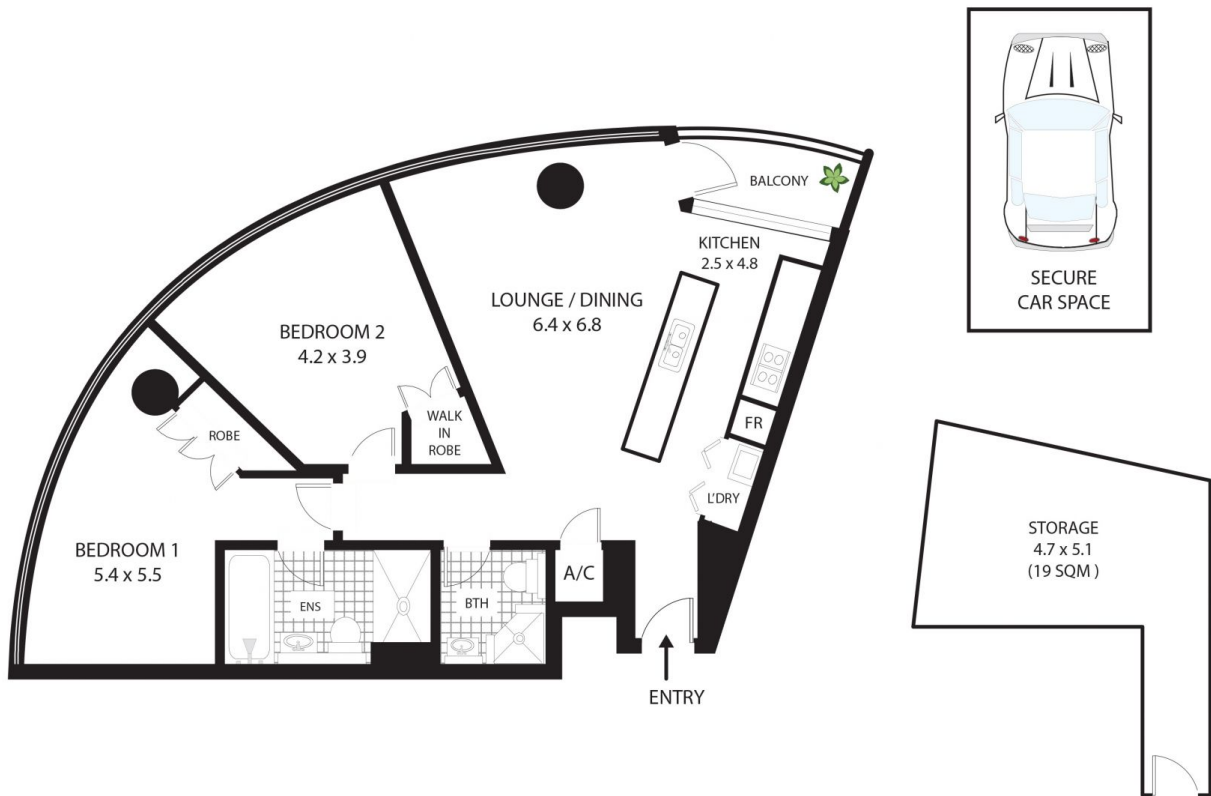 BALCONY
KITCHEN
2.5 x 4.8
LOUNGE / DINING
6.4 x 6.8
BEDROOM 2
4.2 x 3.9
WALK
IN
ROBE
ROBE
FR
L'DRY
BEDROOM 1
5.4 x 5.5
ENS
BTH
A/C
ENTRY
SECURE
CAR SPACE
STORAGE
4.7 x 5.1
(19 SQM )